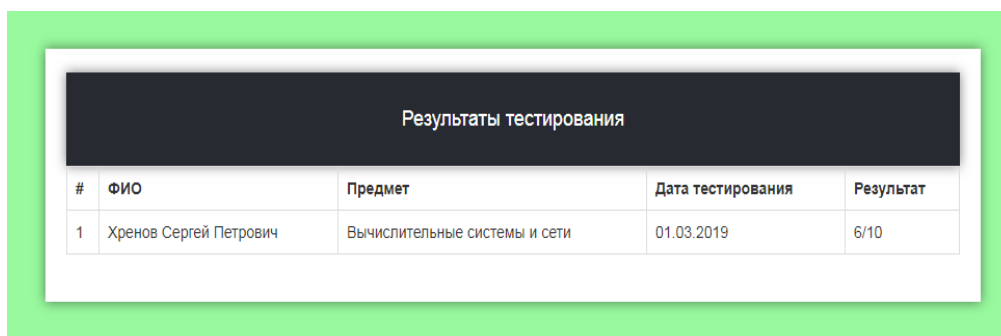 Результаты тестирования
# ФИО Предмет Дата тестирования Результат
1 Хренов Сергей Петрович Вычислительные системы и сети 01.03.2019 6/10